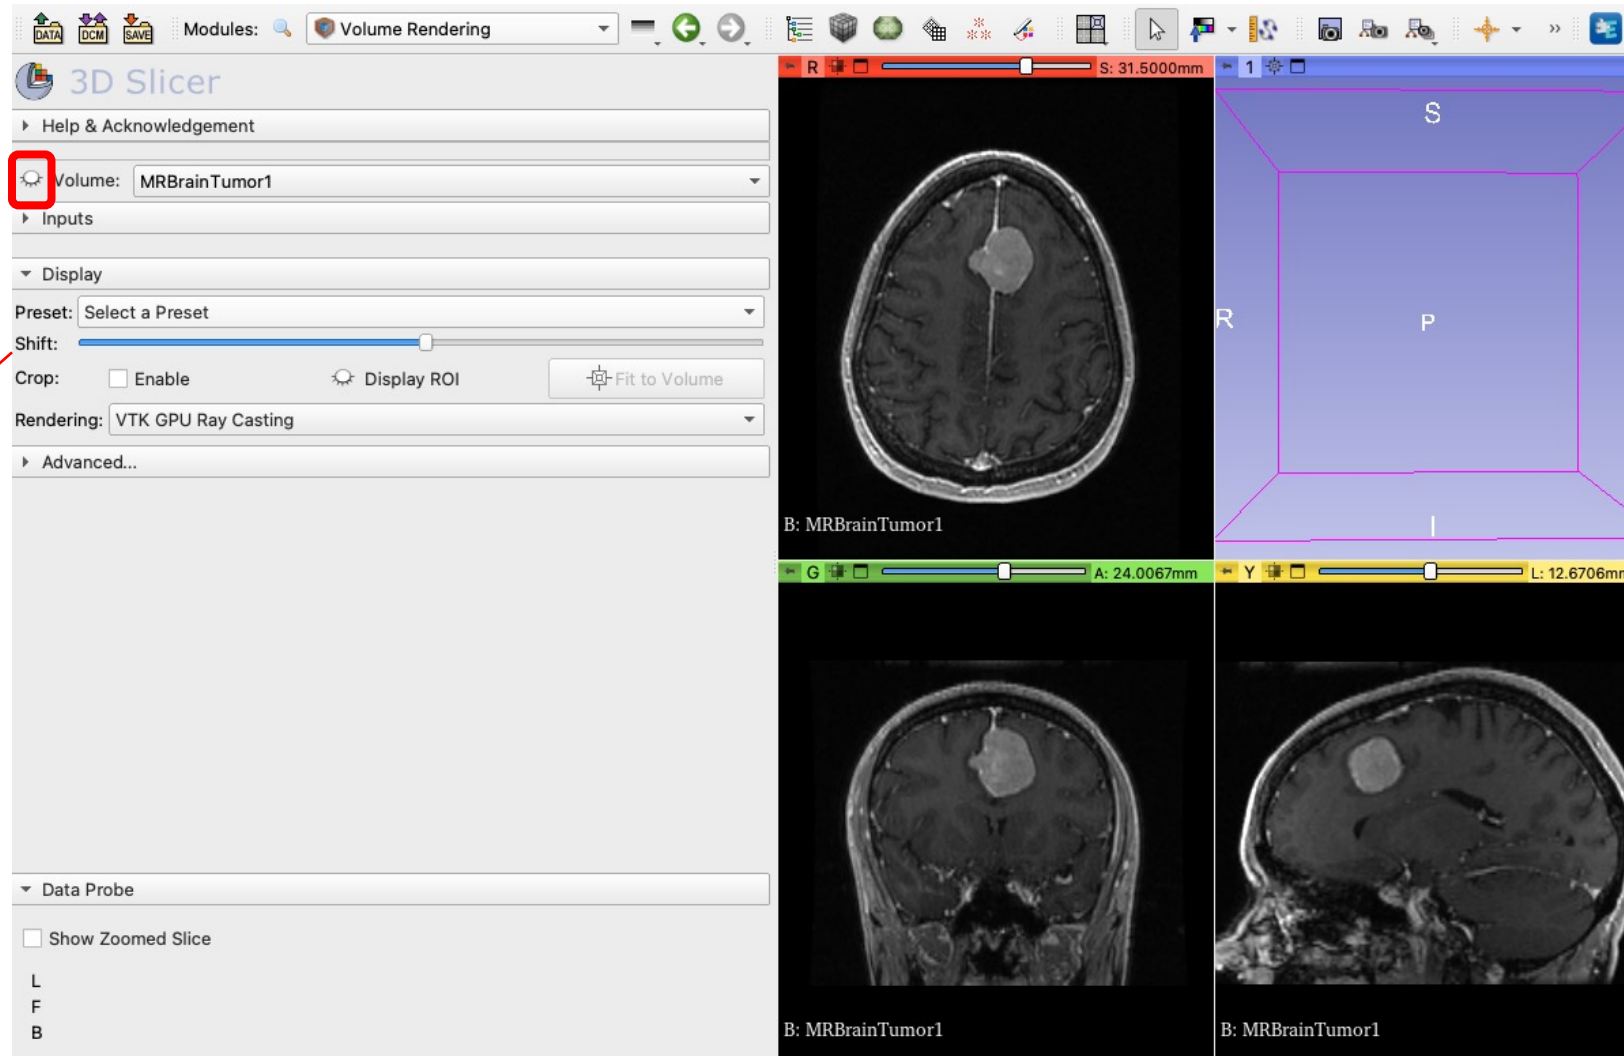 DATA DCM SAVE Modules: Volume Rendering
3D Slicer
Help & Acknowledgement
Volume: MRBrainTumor1
Inputs
Display
Preset: Select a Preset
Shift:
Crop: Enable Display ROI Fit to Volume
Rendering: VTK GPU Ray Casting
Advanced...
Data Probe
Show Zoomed Slice
L
F
B
R S: 31.5000mm
B: MRBrainTumor1
1
S
R P
I
G A: 24.0067mm
B: MRBrainTumor1
Y L: 12.6706mm
B: MRBrainTumor1